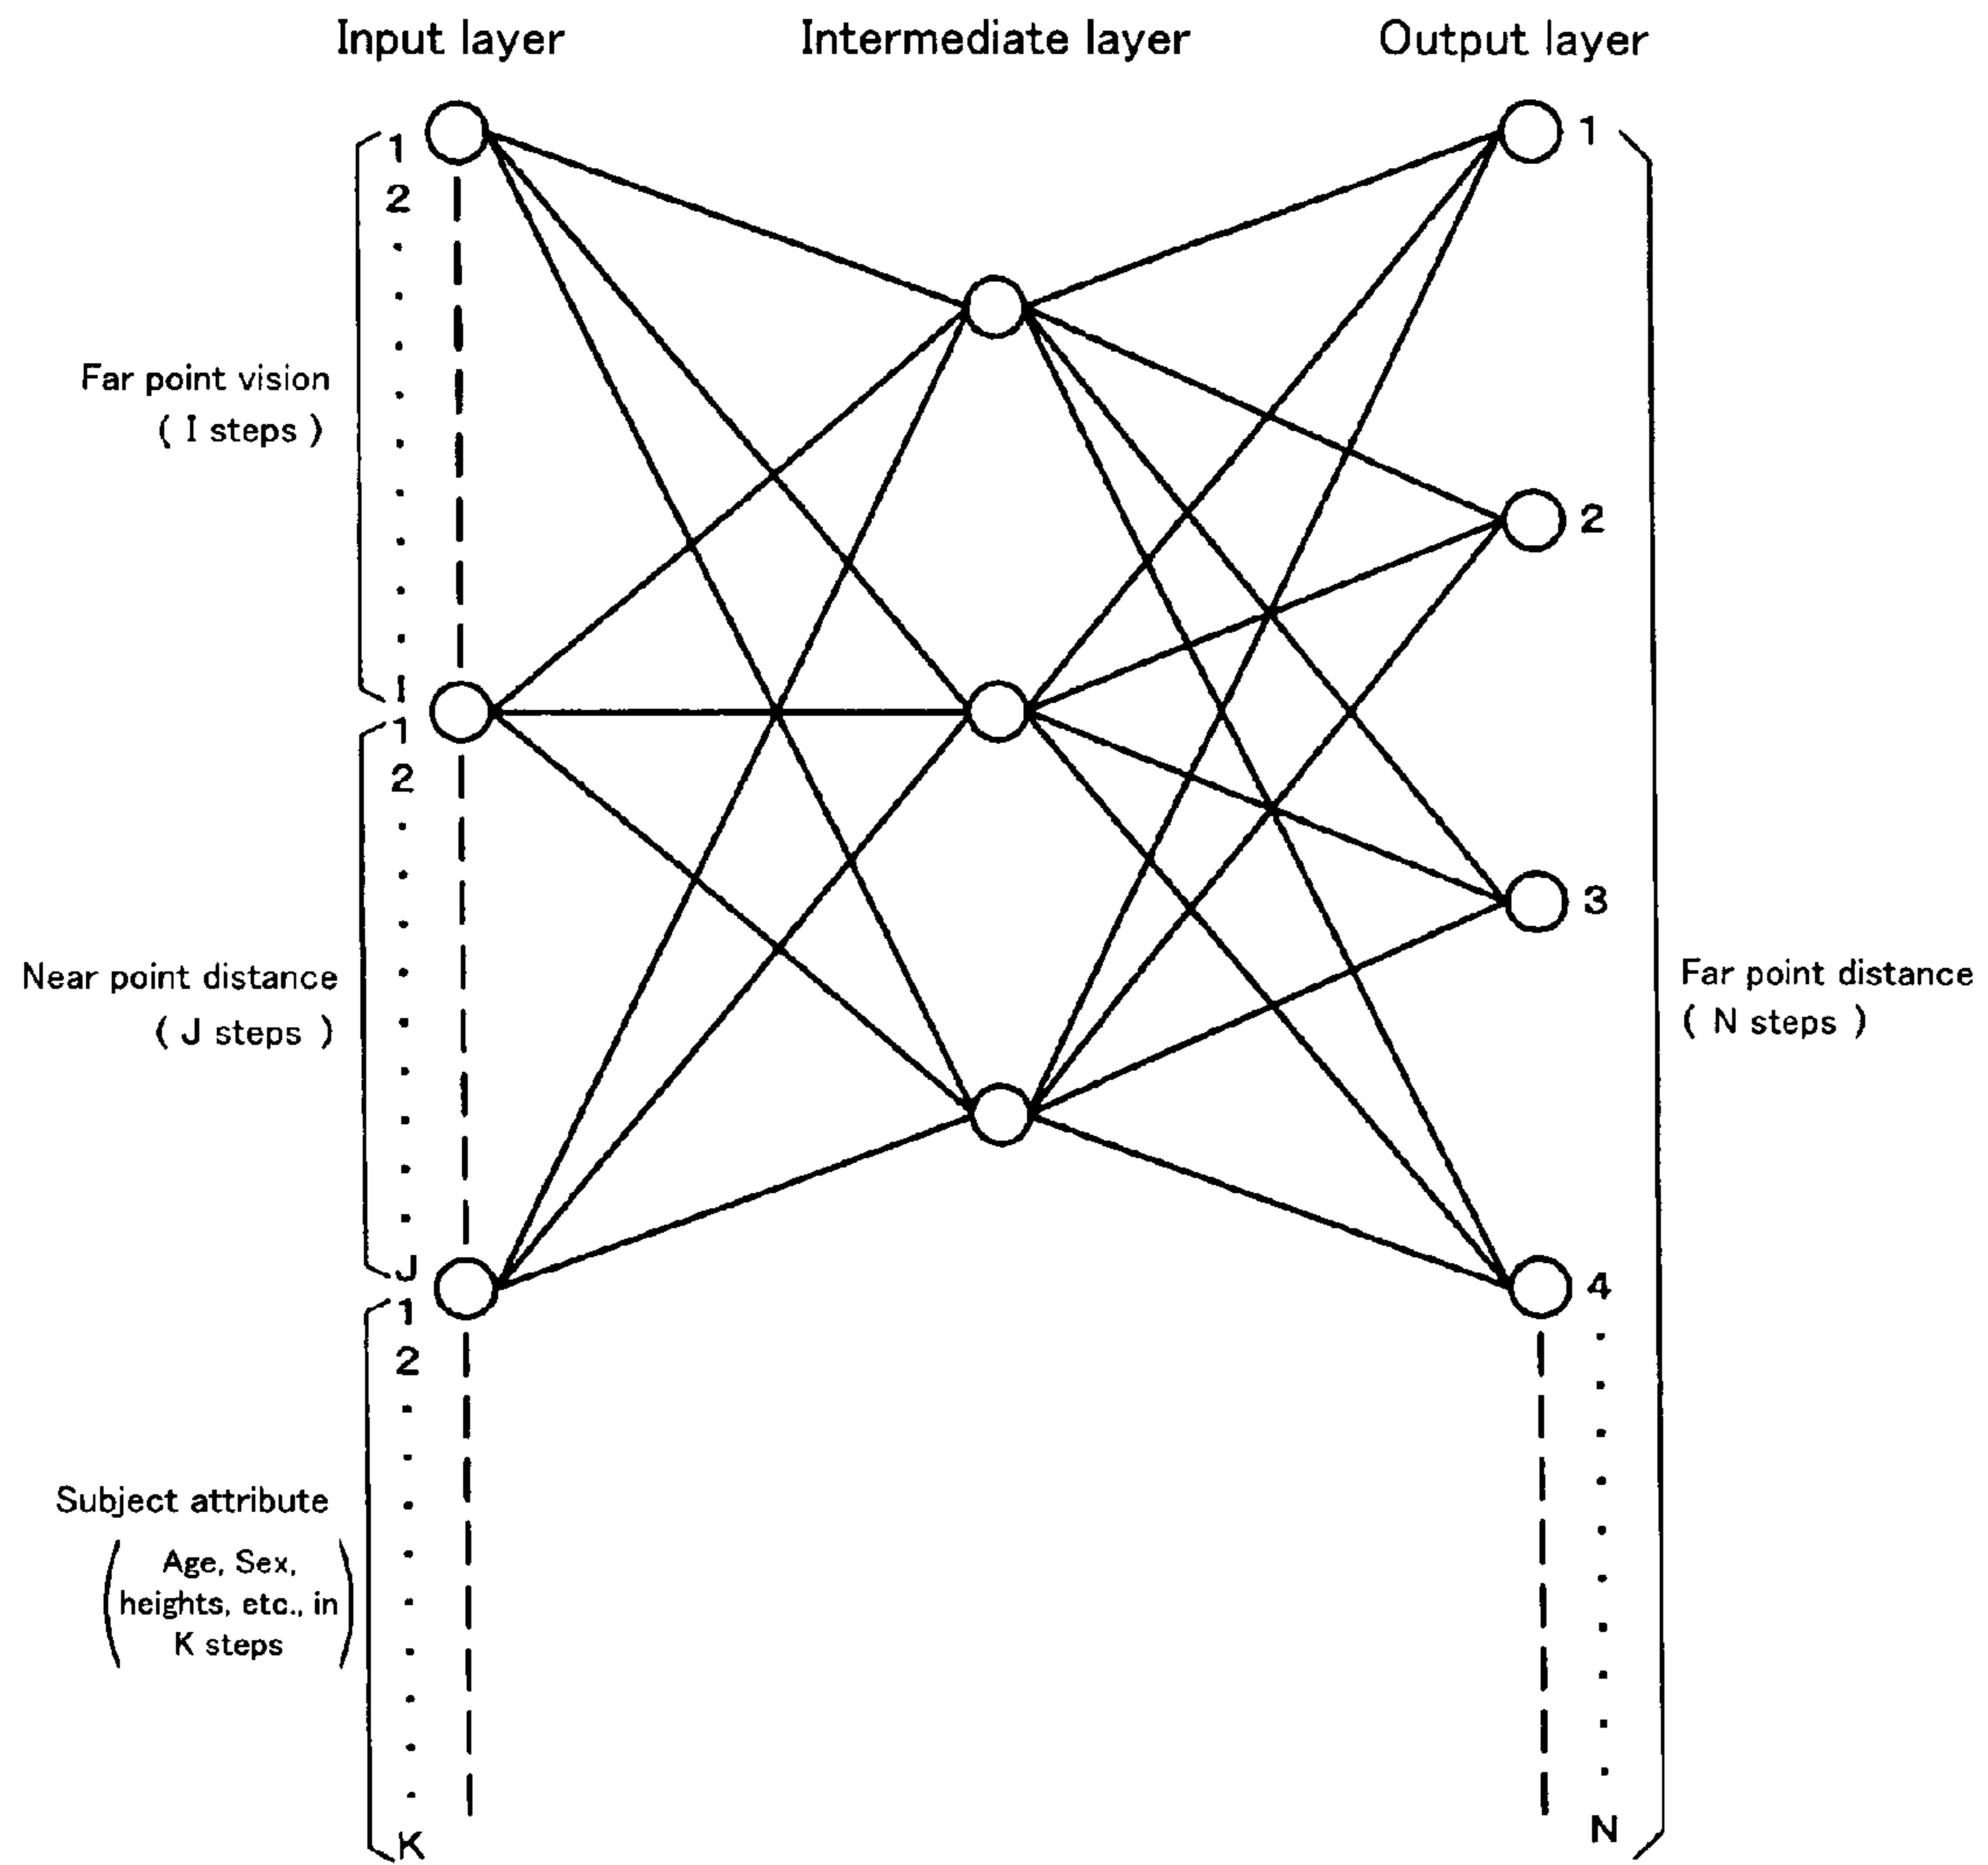 Input layer
Intermediate layer
Output layer
1
2
I
Far point vision
( I steps )
1
2
J
Near point distance
( J steps )
1
2
K
Subject attribute
( Age, Sex,
heights, etc., in
K steps )
1
2
3
4
N
Far point distance
( N steps )